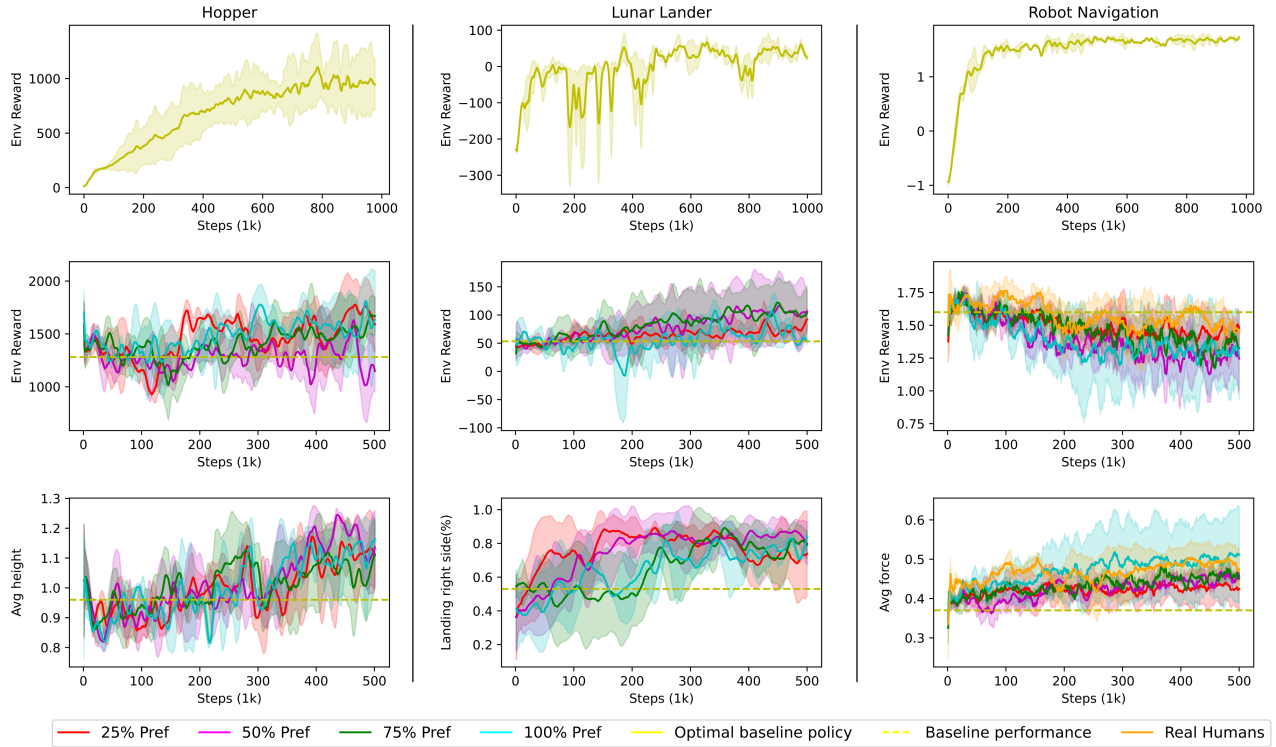 Hopper
Lunar Lander
Robot Navigation
Env Reward
1000
500
0
0 200 400 600 800 1000
Steps (1k)
Env Reward
100
0
−100
−200
−300
0 200 400 600 800 1000
Steps (1k)
Env Reward
1
0
−1
0 200 400 600 800 1000
Steps (1k)
Env Reward
2000
1500
1000
0 100 200 300 400 500
Steps (1k)
Env Reward
150
100
50
0
−50
−100
0 100 200 300 400 500
Steps (1k)
Env Reward
1.75
1.50
1.25
1.00
0.75
0 100 200 300 400 500
Steps (1k)
Avg height
1.3
1.2
1.1
1.0
0.9
0.8
0 100 200 300 400 500
Steps (1k)
Landing right side(%)
1.0
0.8
0.6
0.4
0.2
0 100 200 300 400 500
Steps (1k)
Avg force
0.6
0.5
0.4
0.3
0 100 200 300 400 500
Steps (1k)
25% Pref 50% Pref 75% Pref 100% Pref Optimal baseline policy Baseline performance Real Humans